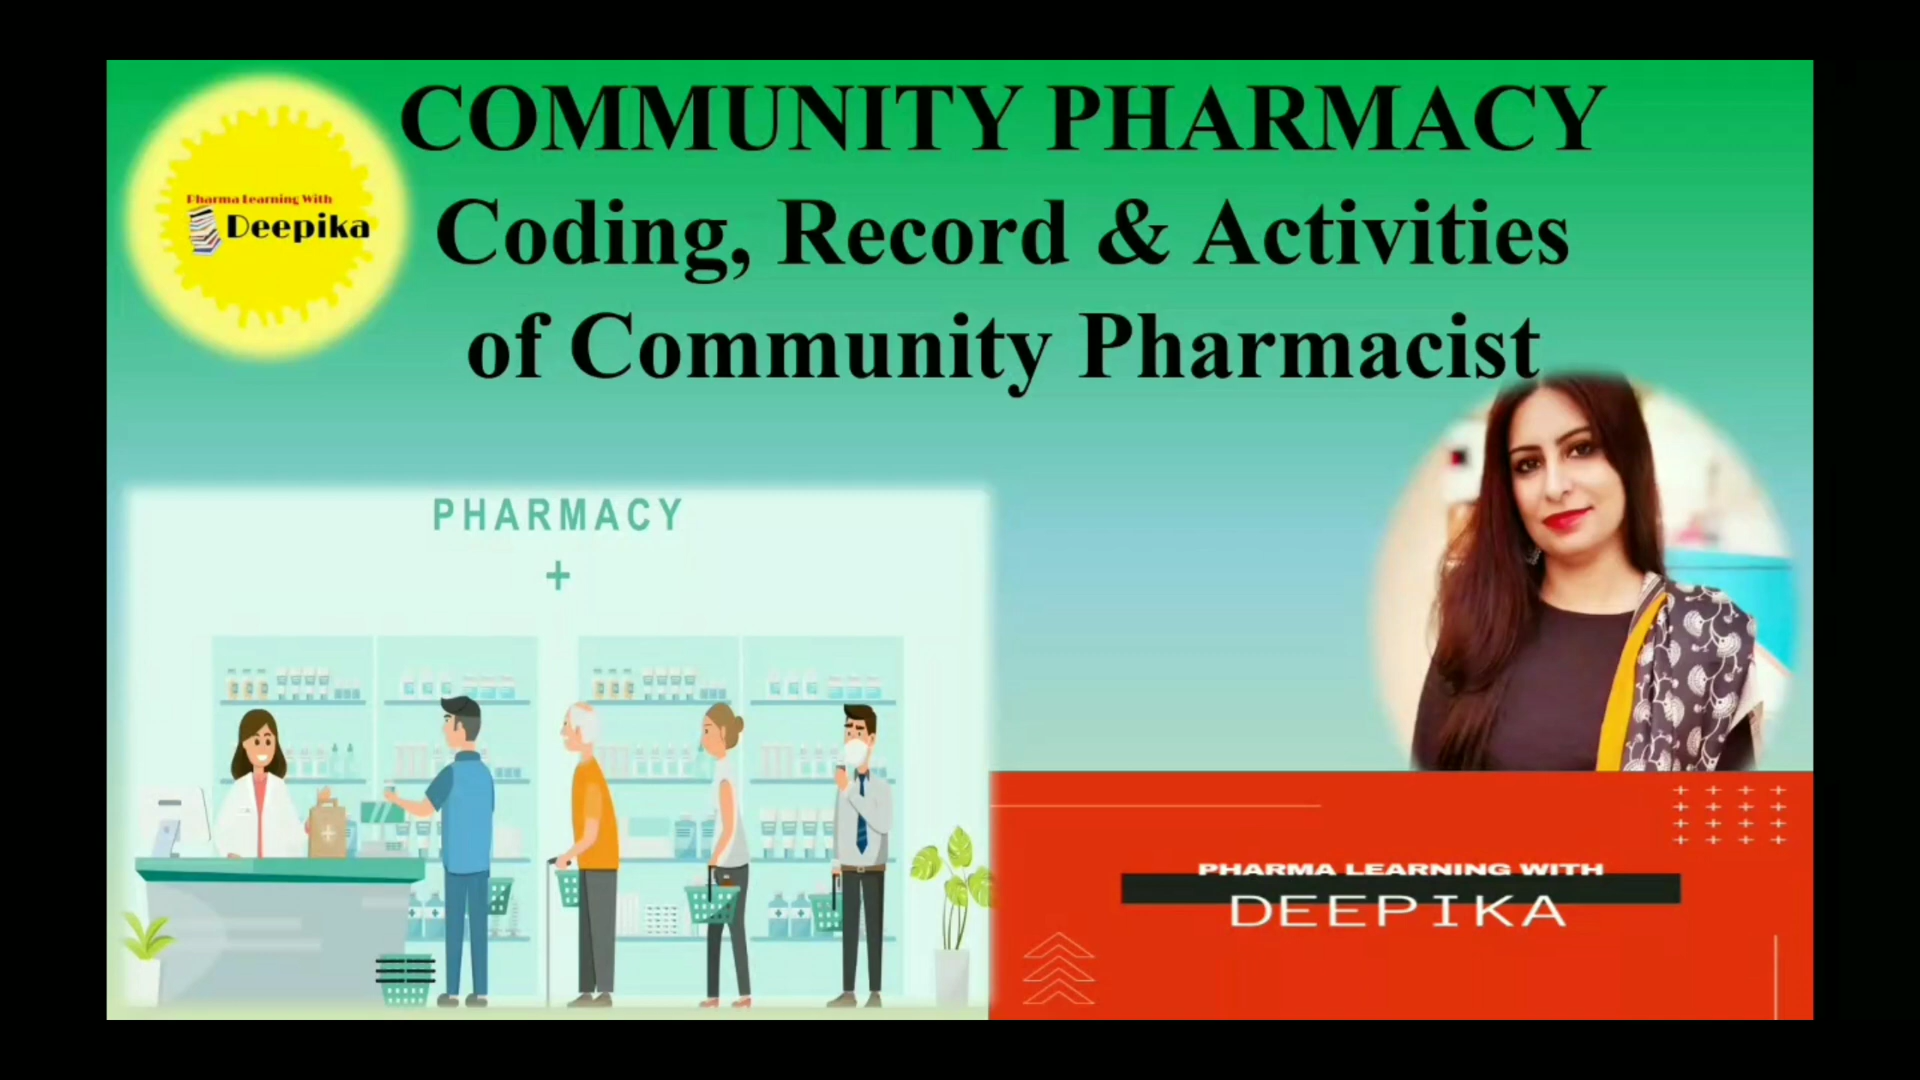 COMMUNITY PHARMACY
Coding, Record & Activities
of Community Pharmacist
Pharma Learning With
Deepika
PHARMACY
PHARMA LEARNING WITH
DEEPIKA